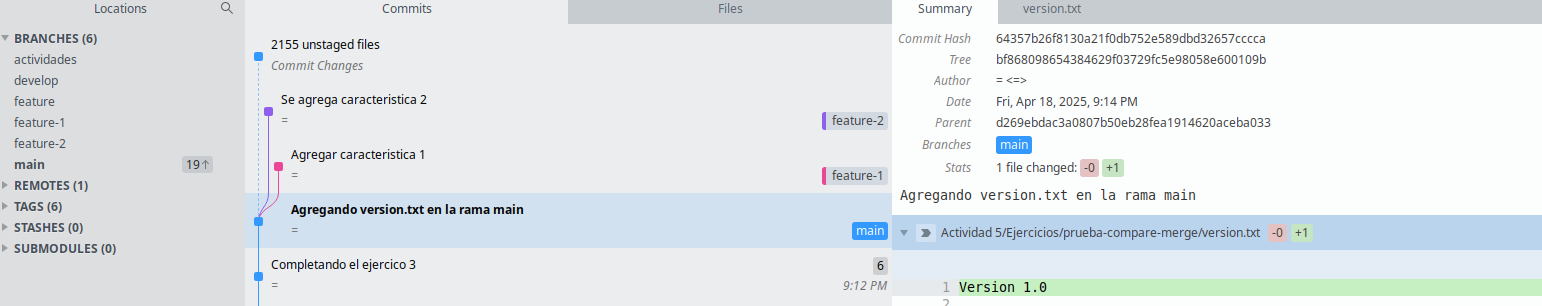 Locations
BRANCHES (6)
actividades
develop
feature
feature-1
feature-2
main 19↑
REMOTES (1)
TAGS (6)
STASHES (0)
SUBMODULES (0)
Commits
Files
2155 unstaged files
Commit Changes
Se agrega caracteristica 2
= feature-2
Agregar caracteristica 1
= feature-1
Agregando version.txt en la rama main
= main
Completando el ejercico 3 6
= 9:12 PM
Summary
version.txt
Commit Hash 64357b26f8130a21f0db752e589dbd32657cccca
Tree bf868098654384629f03729fc5e98058e600109b
Author = <=>
Date Fri, Apr 18, 2025, 9:14 PM
Parent d269ebdac3a0807b50eb28fea1914620aceba033
Branches main
Stats 1 file changed: -0 +1
Agregando version.txt en la rama main
Actividad 5/Ejercicios/prueba-compare-merge/version.txt -0 +1
1 Version 1.0
2